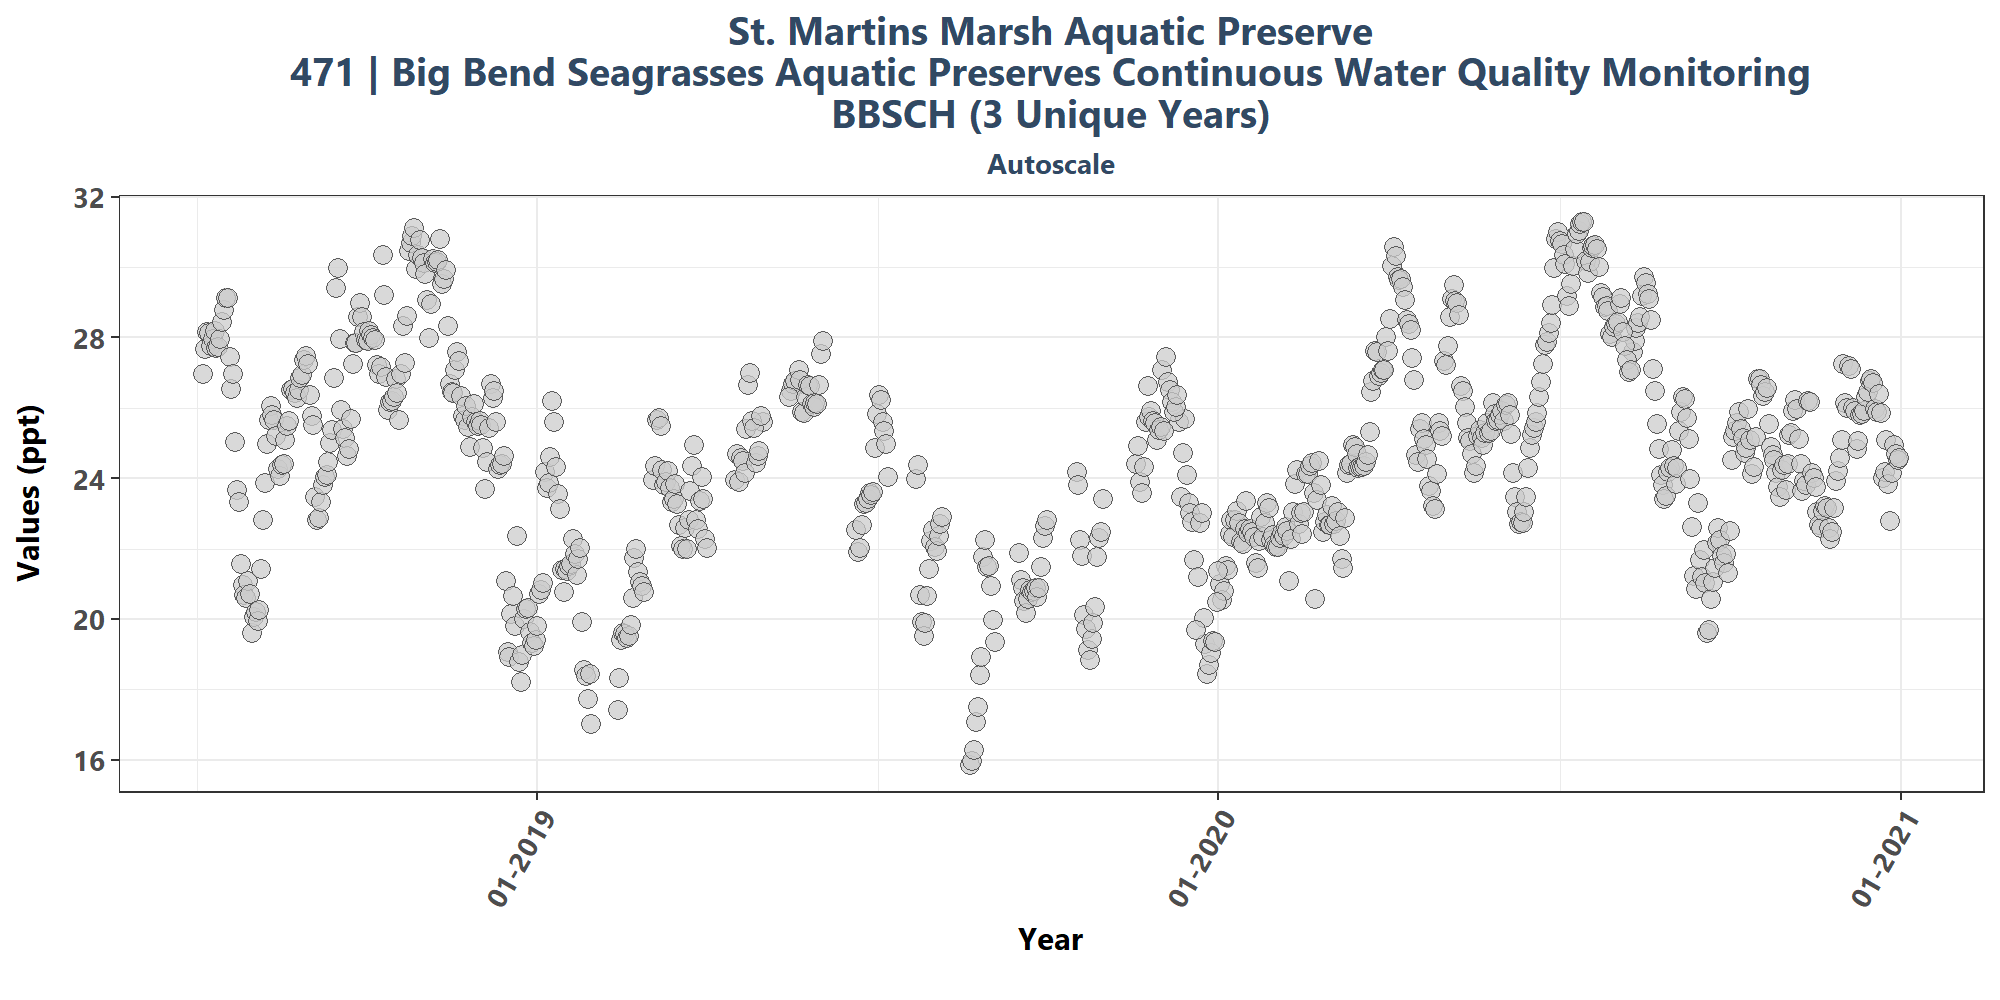 St. Martins Marsh Aquatic Preserve
471 | Big Bend Seagrasses Aquatic Preserves Continuous Water Quality Monitoring
BBSCH (3 Unique Years)
Autoscale
Values (ppt)
32
28
24
20
16
01-2019
01-2020
01-2021
Year